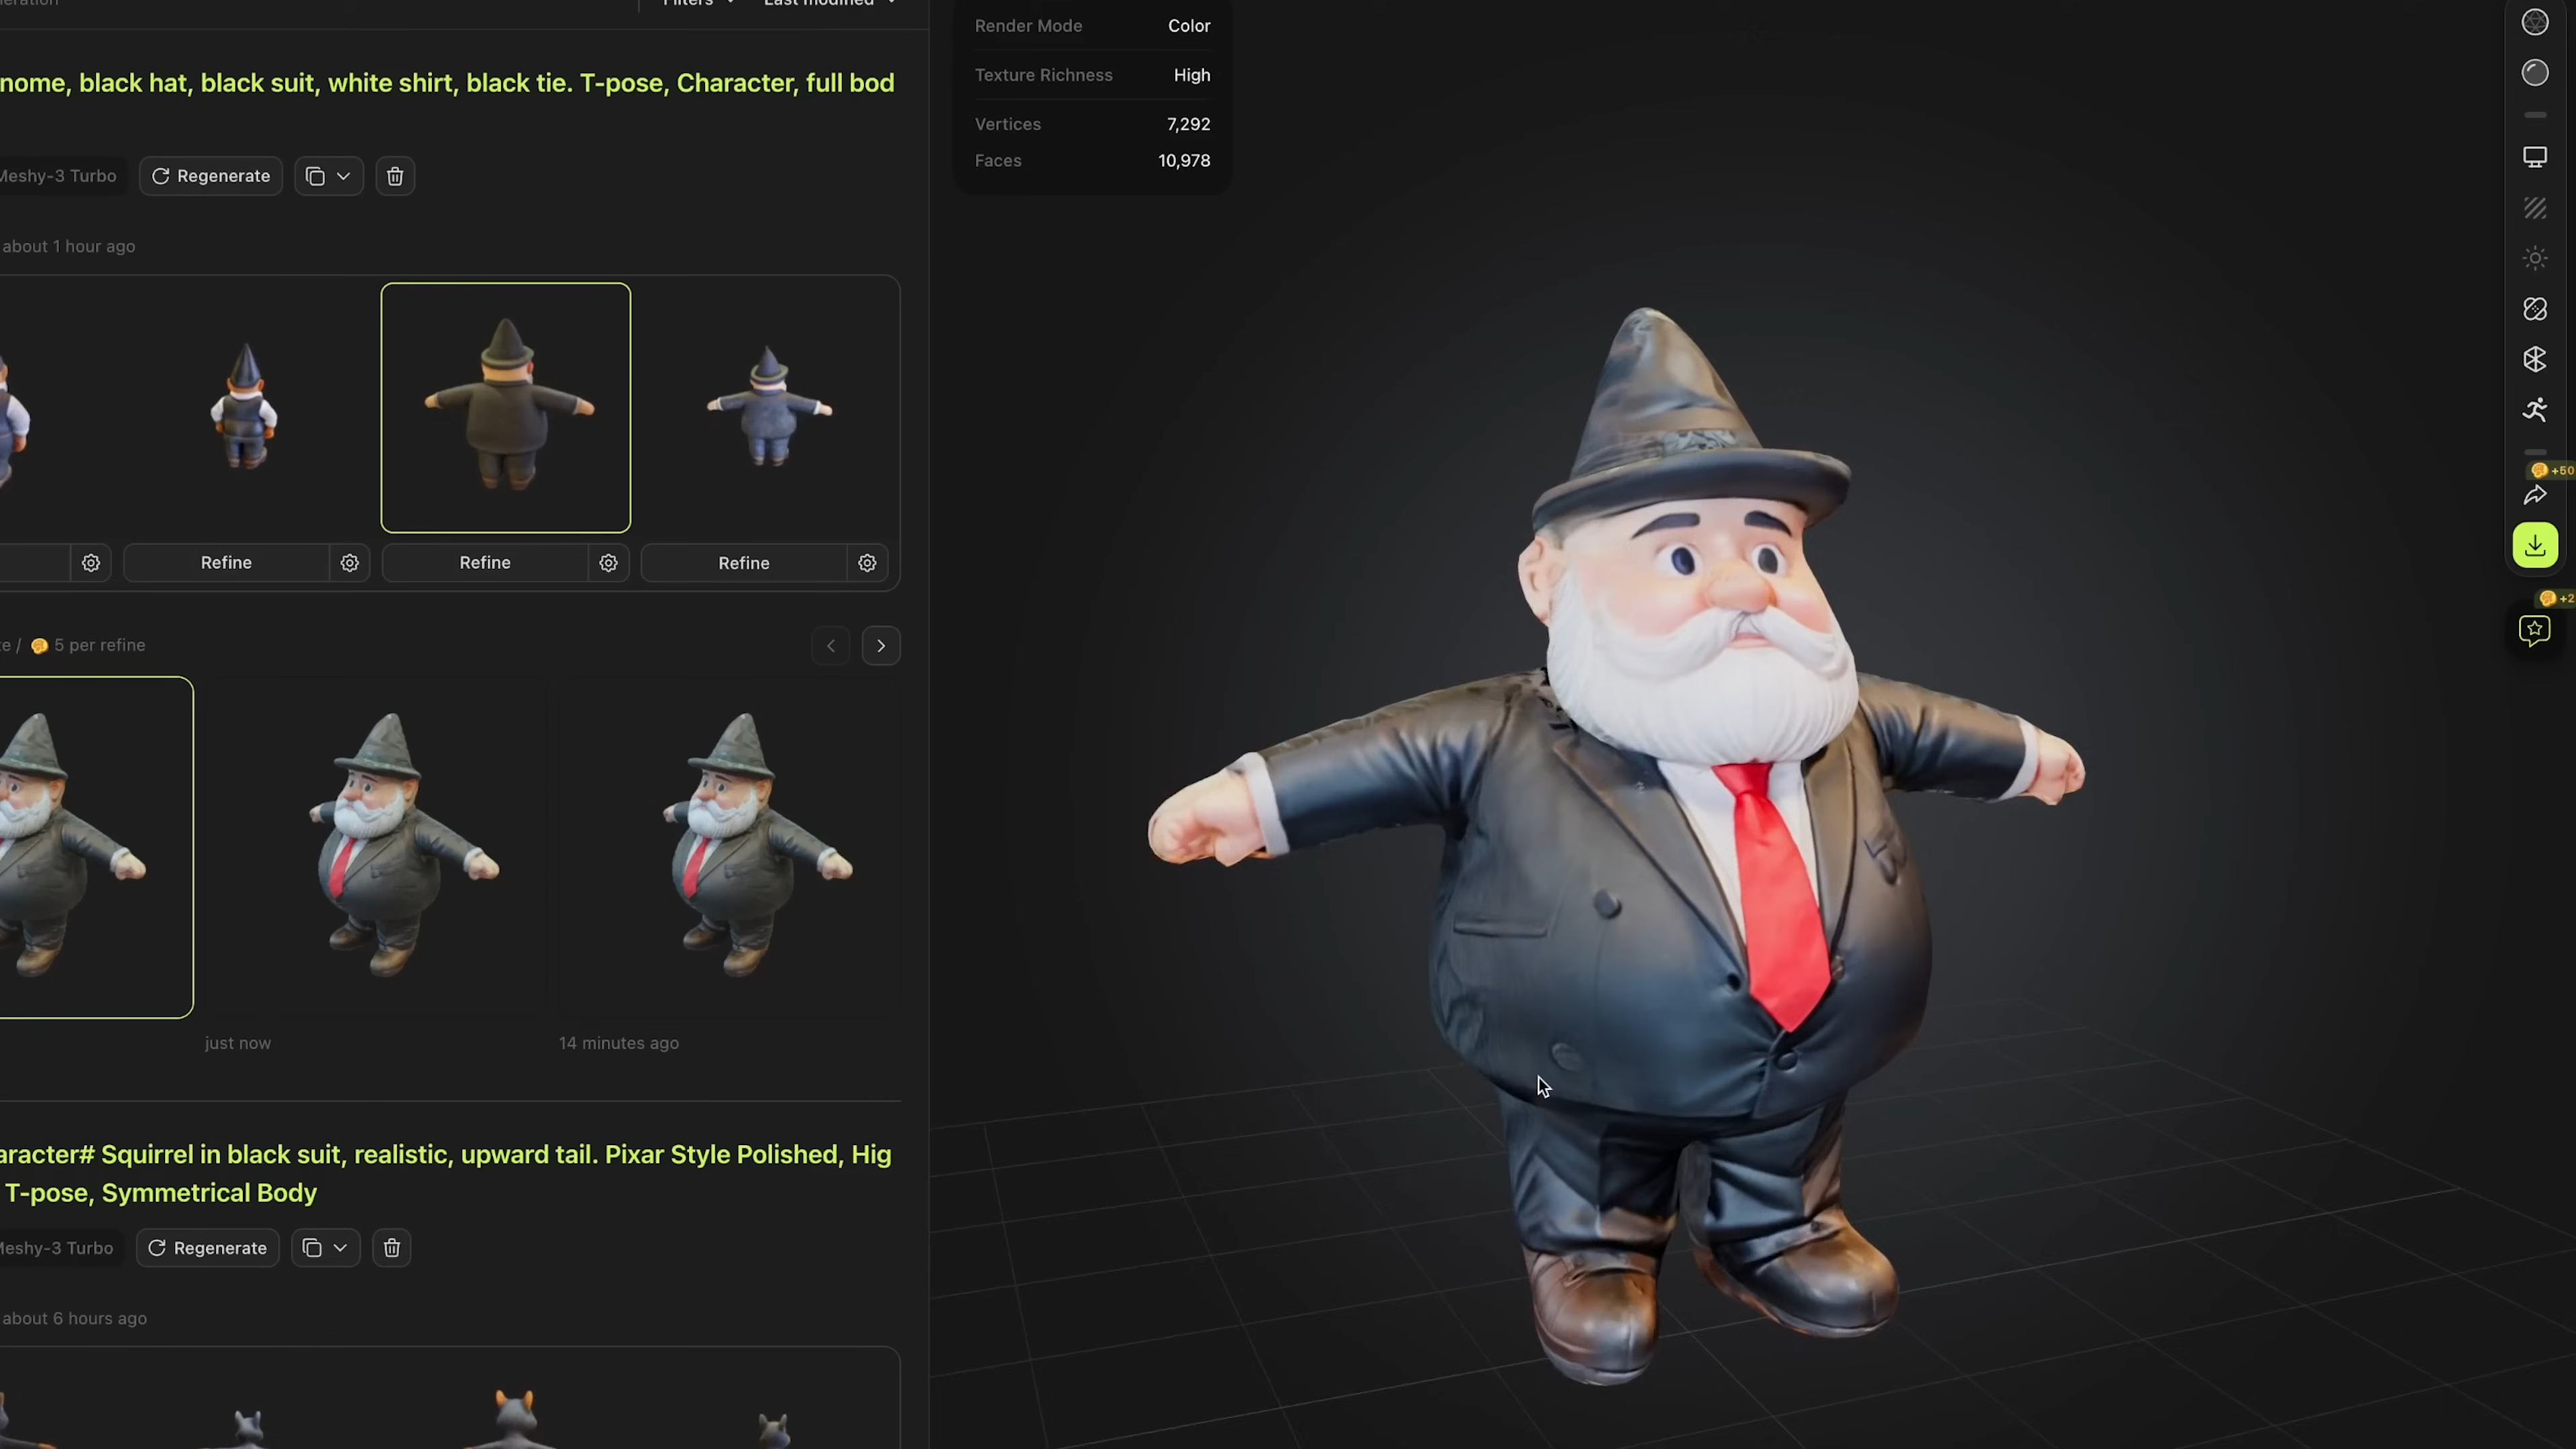 Filters
Last modified
nome, black hat, black suit, white shirt, black tie. T-pose, Character, full bod
Meshy-3 Turbo
Regenerate
about 1 hour ago
Refine
Refine
Refine
5 per refine
just now
14 minutes ago
aracter# Squirrel in black suit, realistic, upward tail. Pixar Style Polished, Hig
T-pose, Symmetrical Body
Meshy-3 Turbo
Regenerate
about 6 hours ago
Render Mode Color
Texture Richness High
Vertices 7,292
Faces 10,978
+50
+2